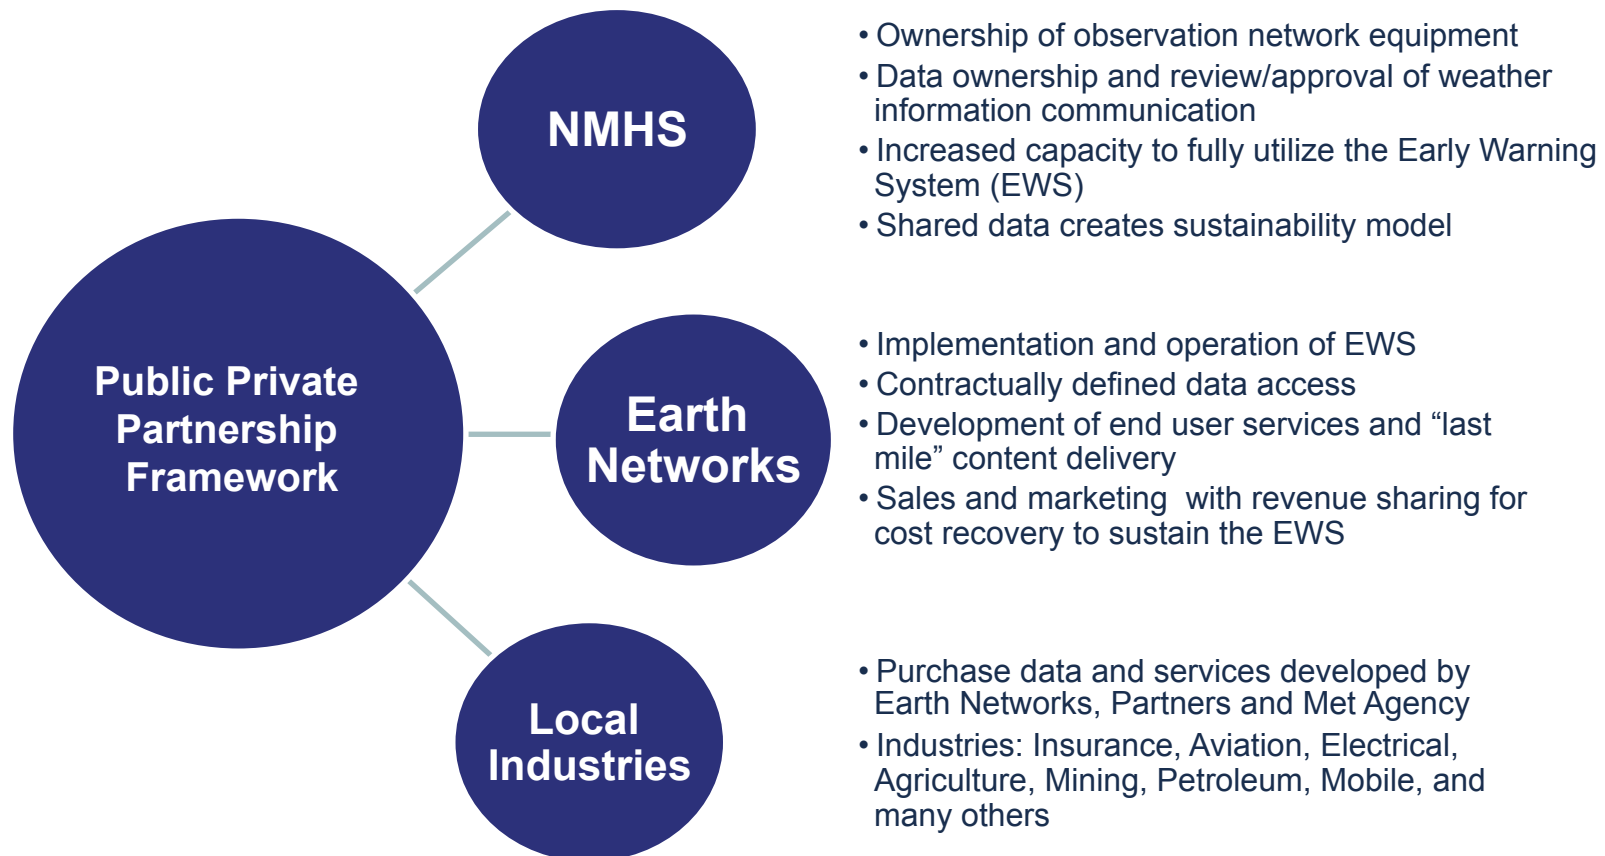 NMHS
• Ownership of observation network equipment
• Data ownership and review/approval of weather
information communication
• Increased capacity to fully utilize the Early Warning
System (EWS)
• Shared data creates sustainability model
Public Private
Partnership
Framework
Earth
Networks
• Implementation and operation of EWS
• Contractually defined data access
• Development of end user services and “last
mile” content delivery
• Sales and marketing  with revenue sharing for
cost recovery to sustain the EWS
Local
Industries
• Purchase data and services developed by
Earth Networks, Partners and Met Agency
• Industries: Insurance, Aviation, Electrical,
Agriculture, Mining, Petroleum, Mobile, and
many others